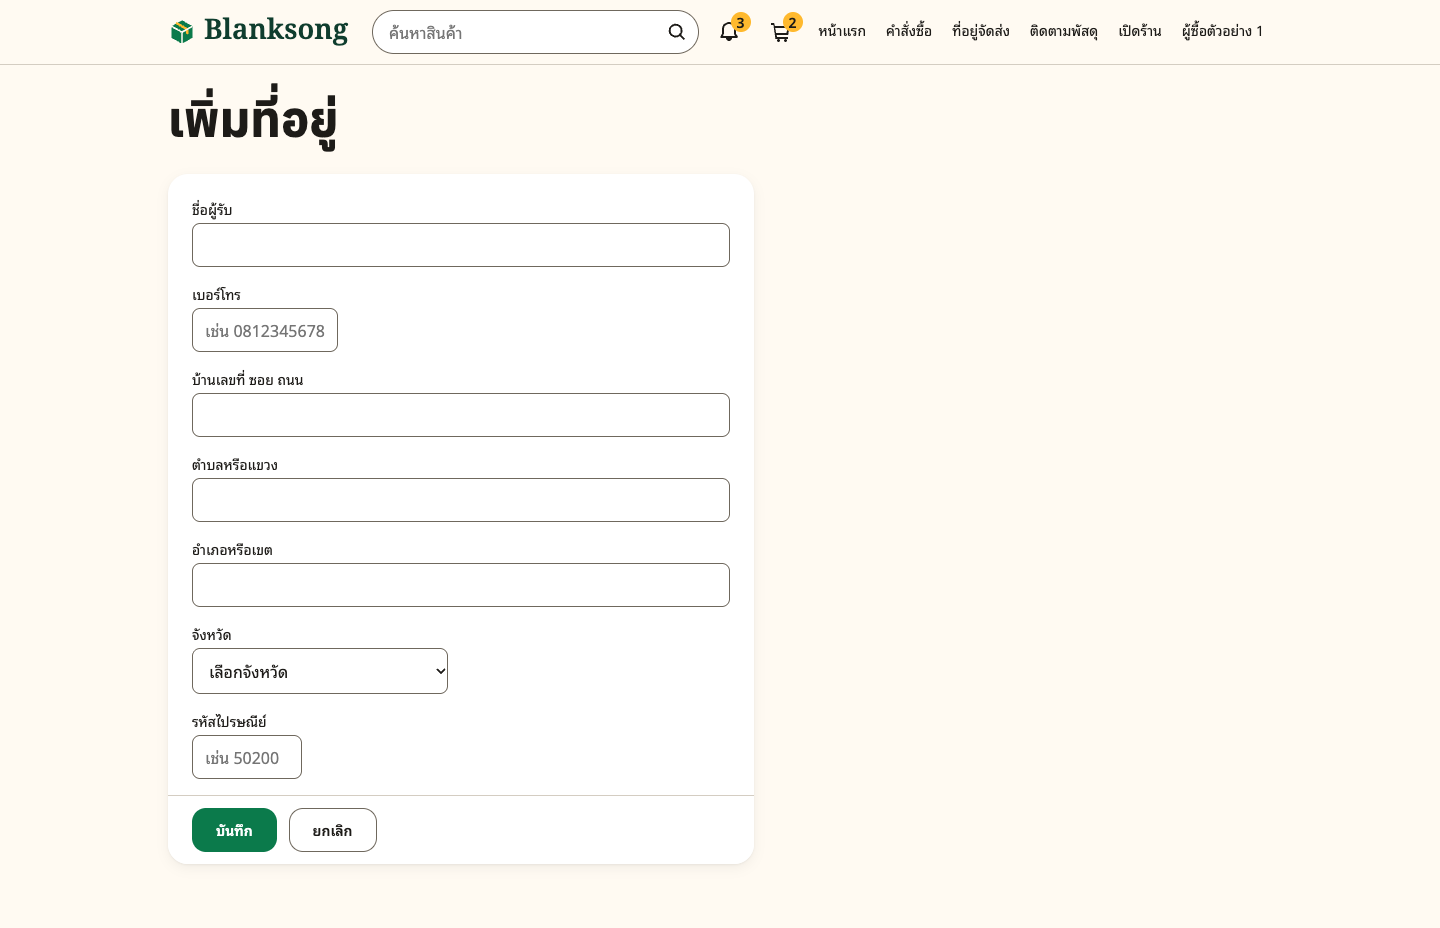 Blanksong
ค้นหาสินค้า
3
2
หน้าแรก
คำสั่งซื้อ
ที่อยู่จัดส่ง
ติดตามพัสดุ
เปิดร้าน
ผู้ซื้อตัวอย่าง 1
เพิ่มที่อยู่
ชื่อผู้รับ
เบอร์โทร
เช่น 0812345678
บ้านเลขที่ ซอย ถนน
ตำบลหรือแขวง
อำเภอหรือเขต
จังหวัด
เลือกจังหวัด
รหัสไปรษณีย์
เช่น 50200
บันทึก
ยกเลิก